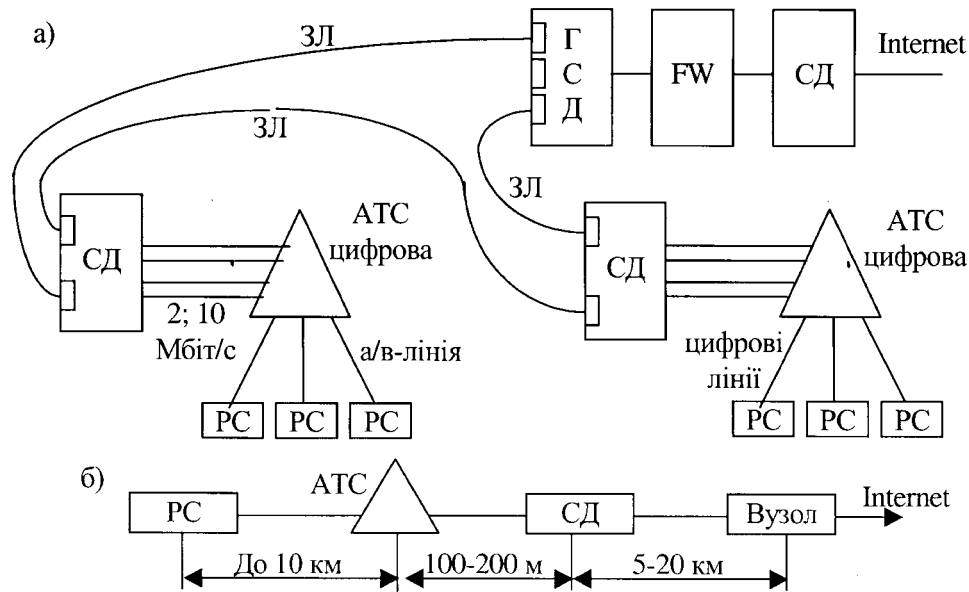 а)
ЗЛ
Г
С
Д
FW
СД
Internet
ЗЛ
ЗЛ
СД
АТС
цифрова
2; 10
Мбіт/с
а/в-лінія
РС
РС
РС
СД
АТС
цифрова
цифрові
лінії
РС
РС
РС
б)
РС
АТС
СД
Вузол
Internet
До 10 км
100-200 м
5-20 км